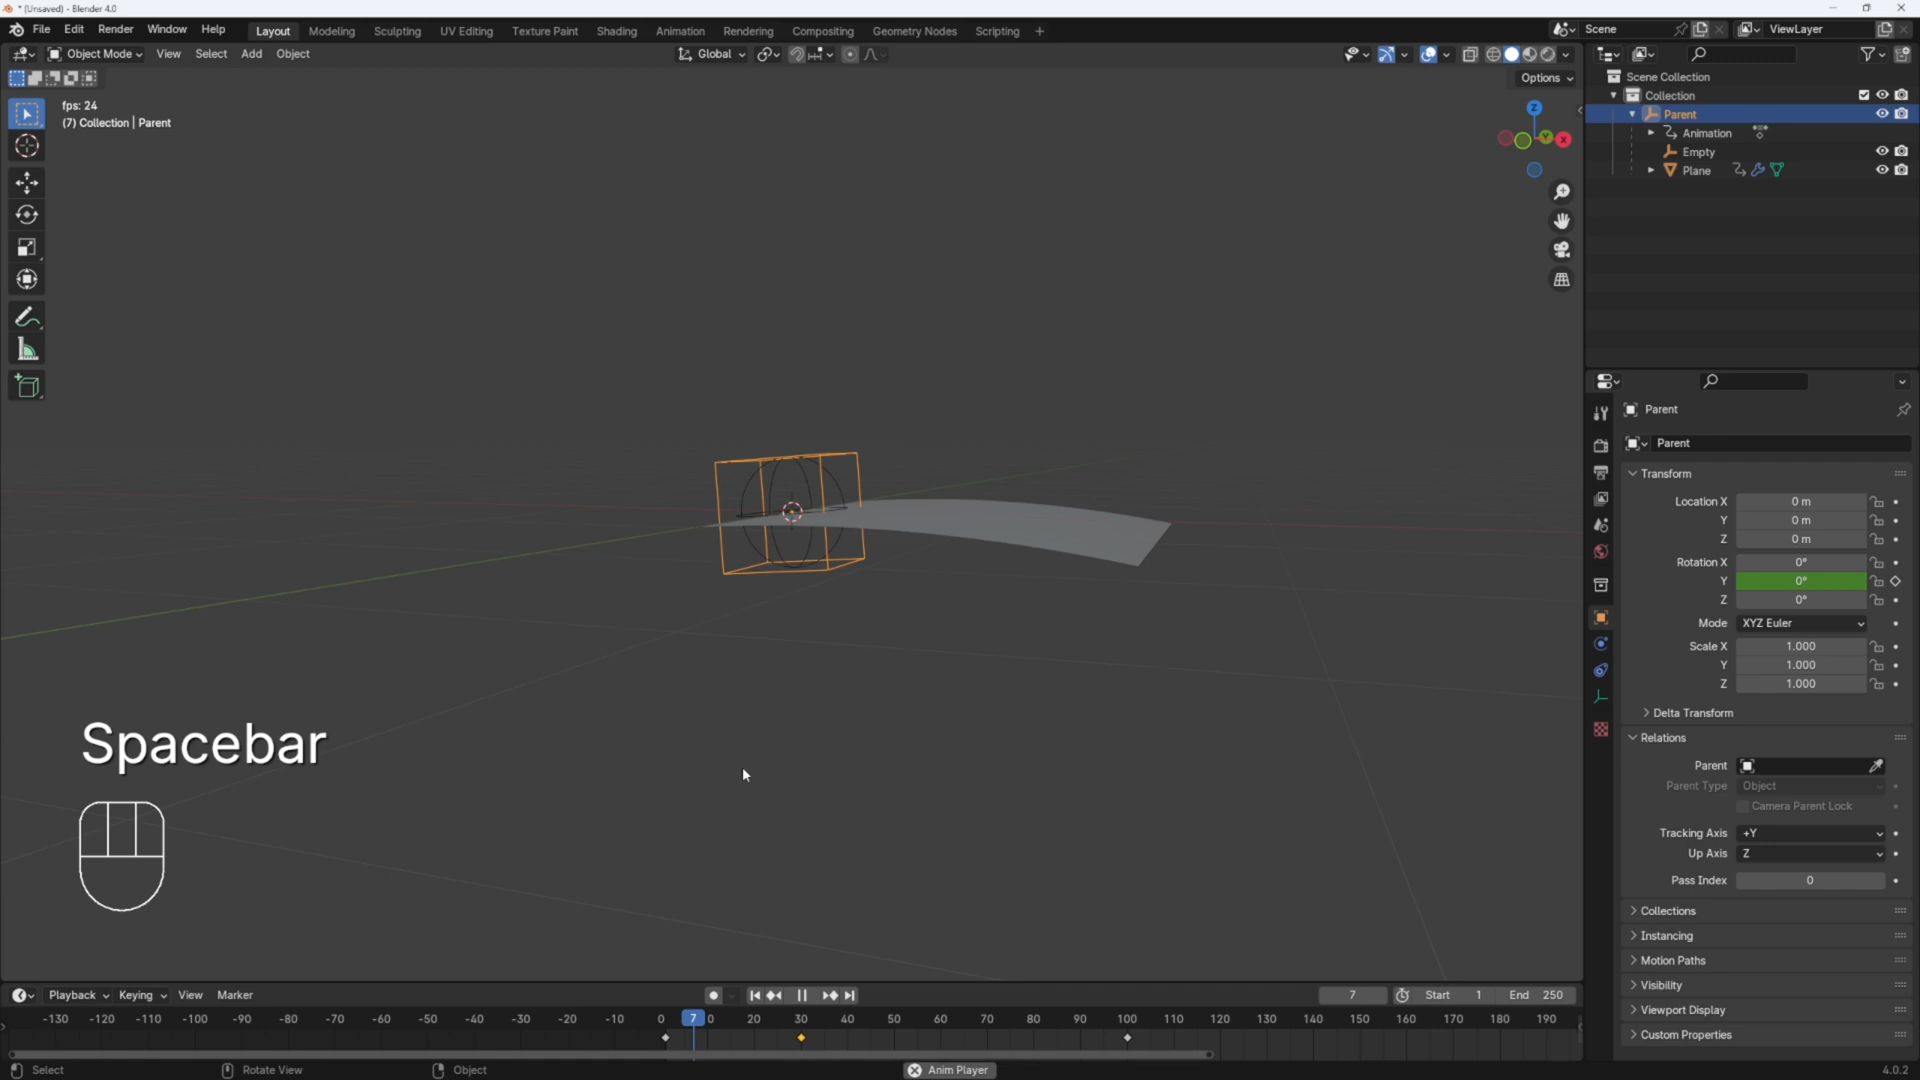 * (Unsaved) - Blender 4.0
File Edit Render Window Help Layout Modeling Sculpting UV Editing Texture Paint Shading Animation Rendering Compositing Geometry Nodes Scripting + Scene ViewLayer
Object Mode View Select Add Object Global
Options
fps: 24
(7) Collection | Parent
Z
Y
X
Scene Collection
Collection
Parent
Animation
Empty
Plane
Parent
Parent
Transform
Location X 0 m
Y 0 m
Z 0 m
Rotation X 0°
Y 0°
Z 0°
Mode XYZ Euler
Scale X 1.000
Y 1.000
Z 1.000
Delta Transform
Relations
Parent
Parent Type Object
Camera Parent Lock
Tracking Axis +Y
Up Axis Z
Pass Index 0
Collections
Instancing
Motion Paths
Visibility
Viewport Display
Custom Properties
Spacebar
Playback Keying View Marker 7 Start 1 End 250
-130 -120 -110 -100 -90 -80 -70 -60 -50 -40 -30 -20 -10 0 7 0 20 30 40 50 60 70 80 90 100 110 120 130 140 150 160 170 180 190
Select Rotate View Object Anim Player 4.0.2